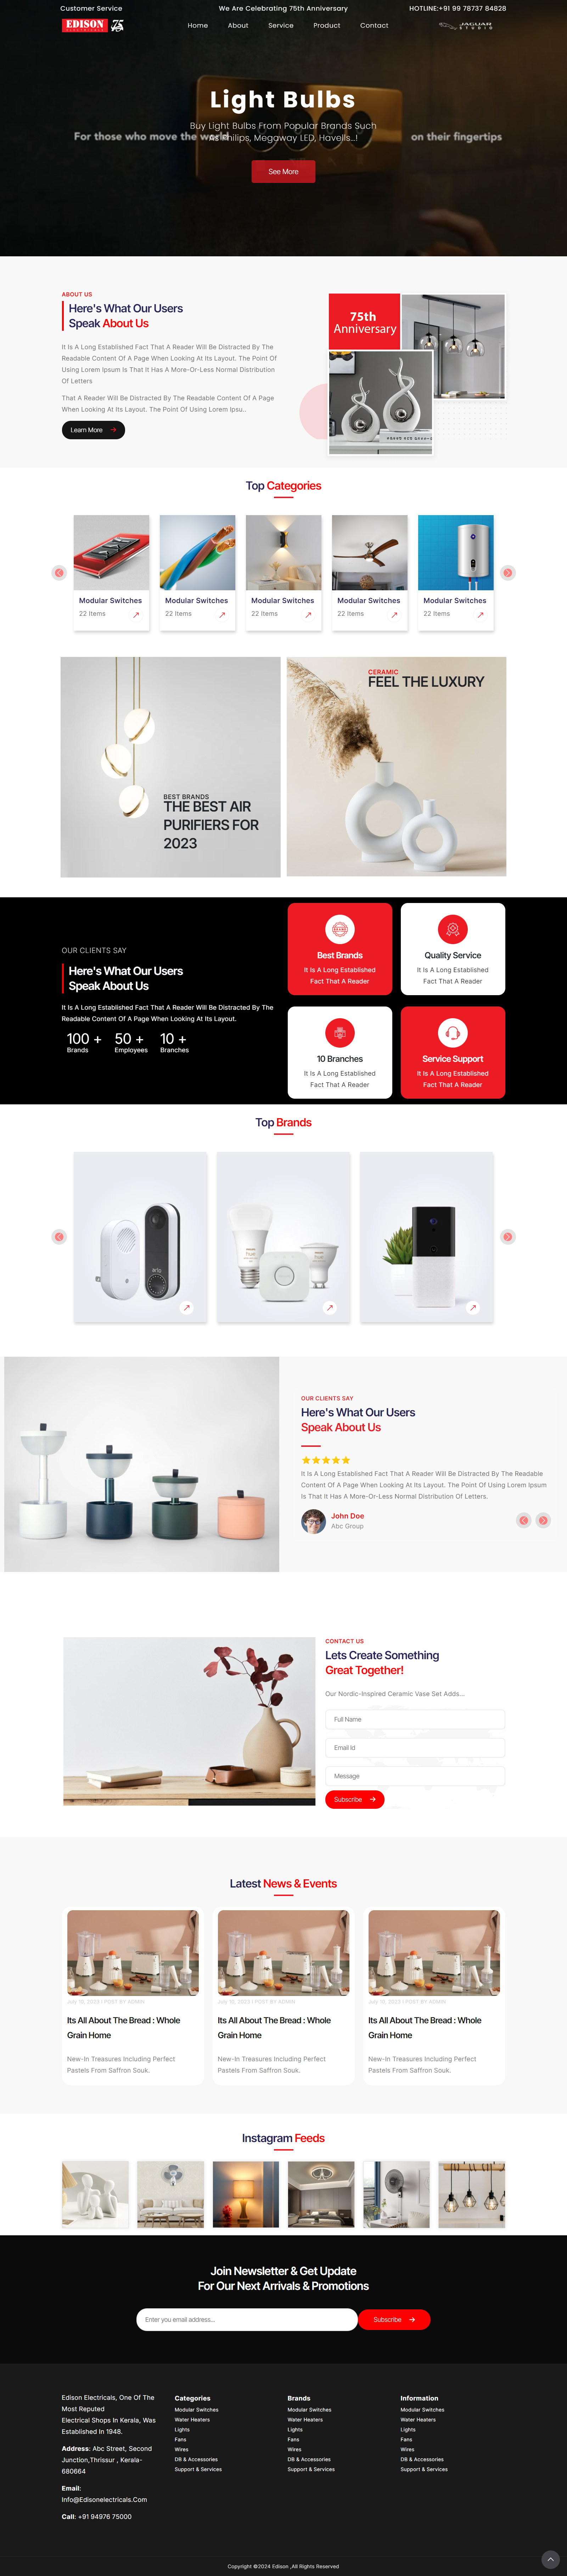 Customer Service
We Are Celebrating 75th Anniversary
HOTLINE:+91 99 78737 84828
EDISON
ELECTRICALS
75
Home
About
Service
Product
Contact
JAGUAR
STUDIO
Light Bulbs
Buy Light Bulbs From Popular Brands Such
As Philips, Megaway LED, Havells..!
For those who move the world
on their fingertips
See More
ABOUT US
Here's What Our Users
Speak About Us
It Is A Long Established Fact That A Reader Will Be Distracted By The
Readable Content Of A Page When Looking At Its Layout. The Point Of
Using Lorem Ipsum Is That It Has A More-Or-Less Normal Distribution
Of Letters
That A Reader Will Be Distracted By The Readable Content Of A Page
When Looking At Its Layout. The Point Of Using Lorem Ipsu..
Learn More
75th
Anniversary
Top Categories
Modular Switches
22 Items
Modular Switches
22 Items
Modular Switches
22 Items
Modular Switches
22 Items
Modular Switches
22 Items
BEST BRANDS
THE BEST AIR
PURIFIERS FOR
2023
CERAMIC
FEEL THE LUXURY
OUR CLIENTS SAY
Here's What Our Users
Speak About Us
It Is A Long Established Fact That A Reader Will Be Distracted By The
Readable Content Of A Page When Looking At Its Layout.
100 +
Brands
50 +
Employees
10 +
Branches
Best Brands
It Is A Long Established
Fact That A Reader
Quality Service
It Is A Long Established
Fact That A Reader
10 Branches
It Is A Long Established
Fact That A Reader
Service Support
It Is A Long Established
Fact That A Reader
Top Brands
arlo
OUR CLIENTS SAY
Here's What Our Users
Speak About Us
It Is A Long Established Fact That A Reader Will Be Distracted By The Readable
Content Of A Page When Looking At Its Layout. The Point Of Using Lorem Ipsum
Is That It Has A More-Or-Less Normal Distribution Of Letters.
John Doe
Abc Group
CONTACT US
Lets Create Something
Great Together!
Our Nordic-Inspired Ceramic Vase Set Adds...
Full Name
Email Id
Message
Subscribe
Latest News & Events
July 10, 2023 | POST BY ADMIN
Its All About The Bread : Whole
Grain Home
New-In Treasures Including Perfect
Pastels From Saffron Souk.
July 10, 2023 | POST BY ADMIN
Its All About The Bread : Whole
Grain Home
New-In Treasures Including Perfect
Pastels From Saffron Souk.
July 10, 2023 | POST BY ADMIN
Its All About The Bread : Whole
Grain Home
New-In Treasures Including Perfect
Pastels From Saffron Souk.
Instagram Feeds
Join Newsletter & Get Update
For Our Next Arrivals & Promotions
Enter you email address...
Subscribe
Edison Electricals, One Of The
Most Reputed
Electrical Shops In Kerala, Was
Established In 1948.
Address: Abc Street, Second
Junction,Thrissur , Kerala-
680664
Email:
Info@Edisonelectricals.Com
Call: +91 94976 75000
Categories
Modular Switches
Water Heaters
Lights
Fans
Wires
DB & Accessories
Support & Services
Brands
Modular Switches
Water Heaters
Lights
Fans
Wires
DB & Accessories
Support & Services
Information
Modular Switches
Water Heaters
Lights
Fans
Wires
DB & Accessories
Support & Services
Copyright ©2024 Edison ,All Rights Reserved